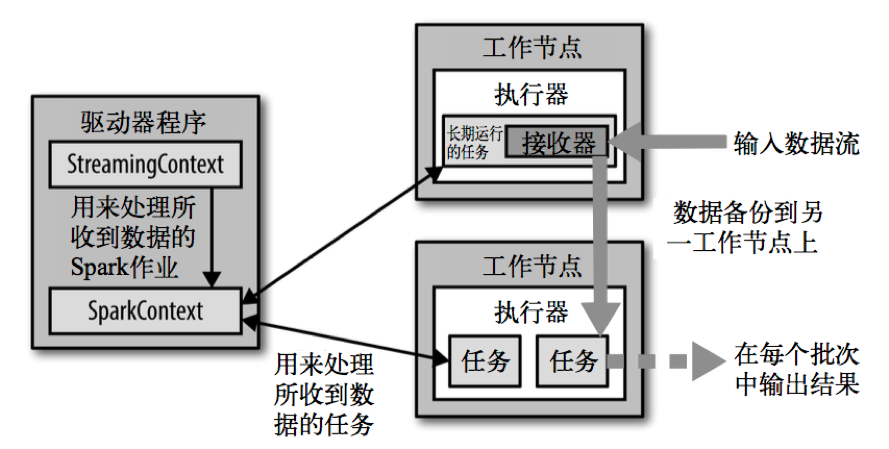 驱动器程序
StreamingContext
用来处理所
收到数据的
Spark作业
SparkContext
工作节点
执行器
长期运行
的任务
接收器
输入数据流
数据备份到另
一工作节点上
工作节点
执行器
任务
任务
用来处理
所收到数
据的任务
在每个批次
中输出结果